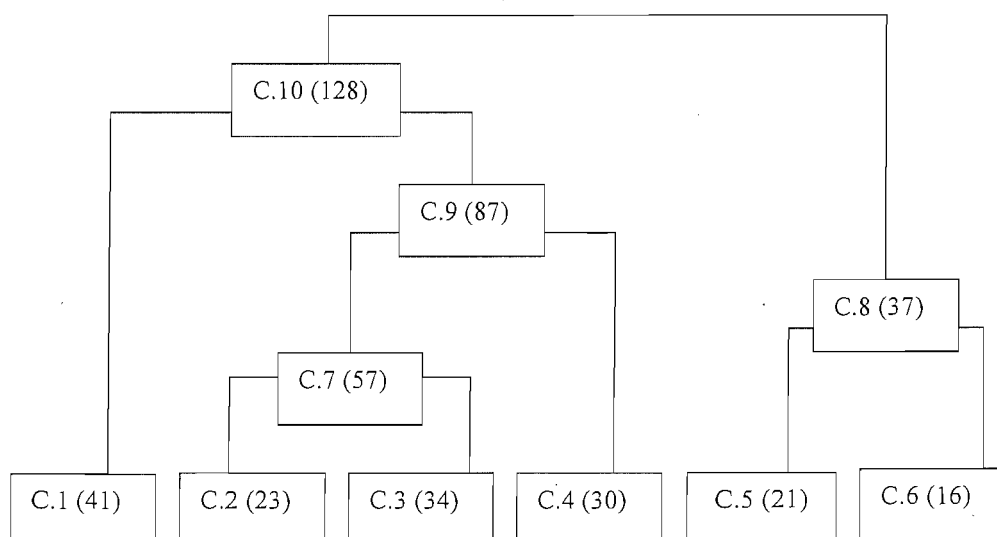 C.10 (128)
C.9 (87)
C.8 (37)
C.7 (57)
C.1 (41)
C.2 (23)
C.3 (34)
C.4 (30)
C.5 (21)
C.6 (16)